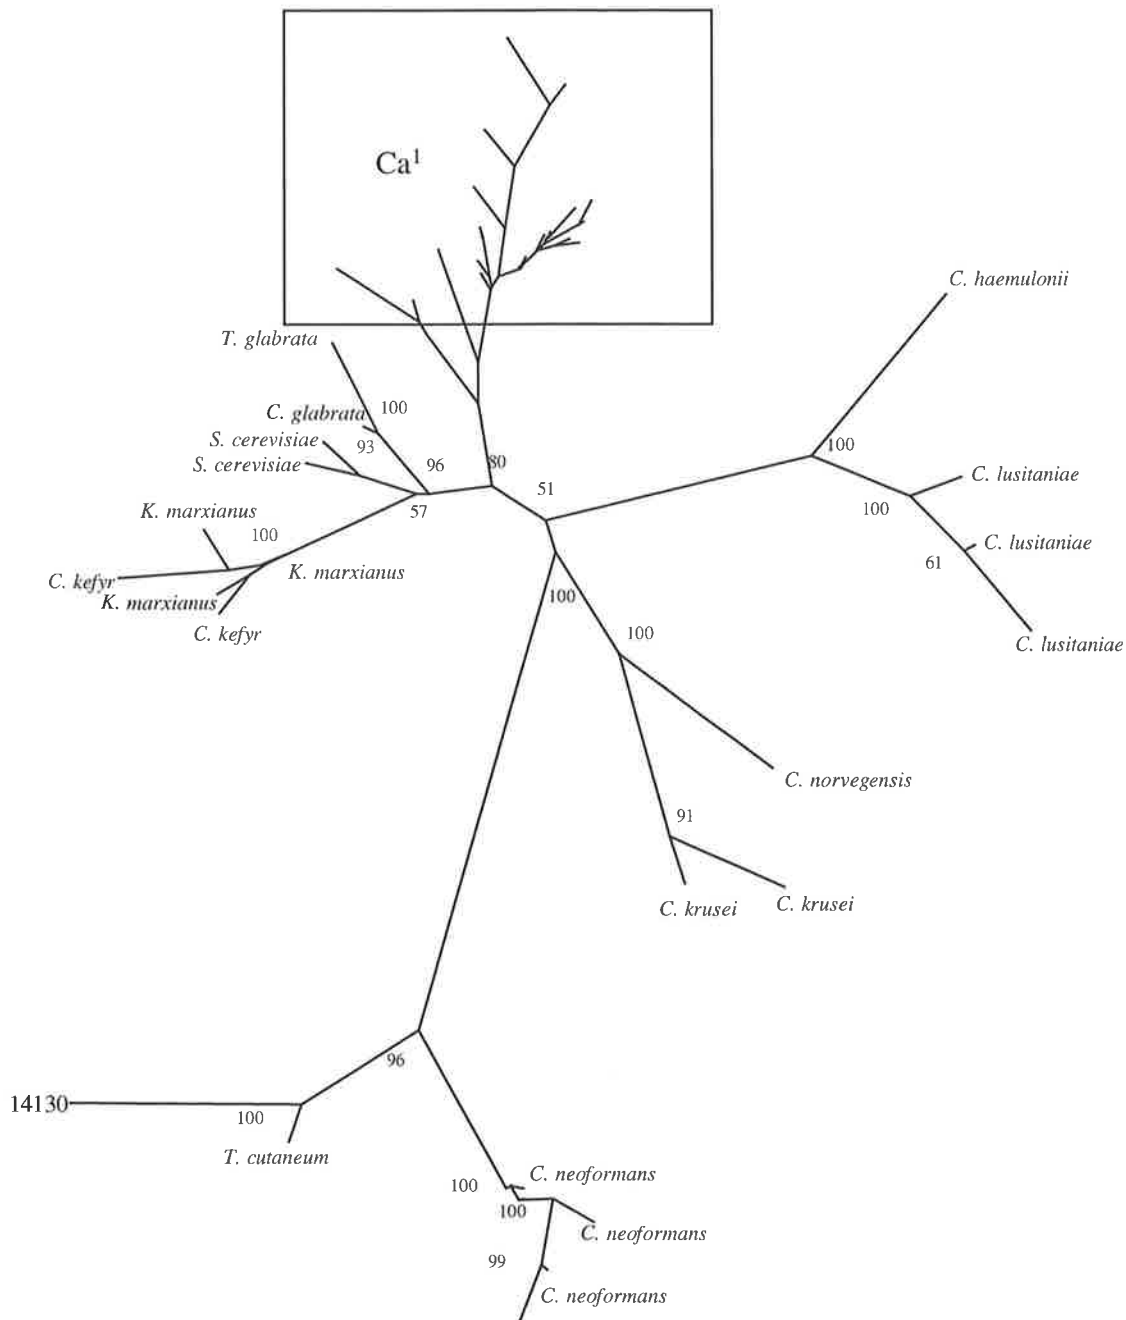 Ca¹
C. haemulonii
T. glabrata
C. glabrata
100
S. cerevisiae
93
S. cerevisiae
96
80
51
100
C. lusitaniae
100
57
K. marxianus
100
C. lusitaniae
61
C. kefyr
K. marxianus
K. marxianus
C. kefyr
100
100
C. lusitaniae
C. norvegensis
91
C. krusei
C. krusei
96
14130
100
T. cutaneum
C. neoformans
100
100
C. neoformans
99
C. neoformans